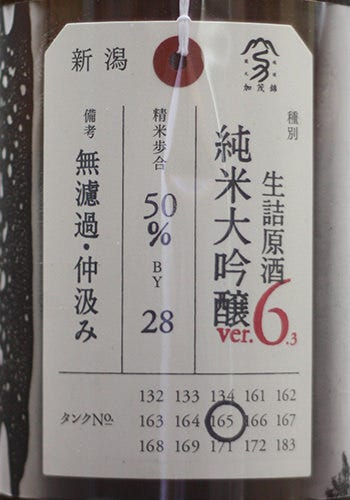 加茂錦
種別
生詰原酒
純米大吟醸
ver.6.3
精米歩合
50%
BY
28
新潟
備考
無濾過・仲汲み
タンクNo.
132 133 134 161 162
163 164 165 166 167
168 169 171 172 183